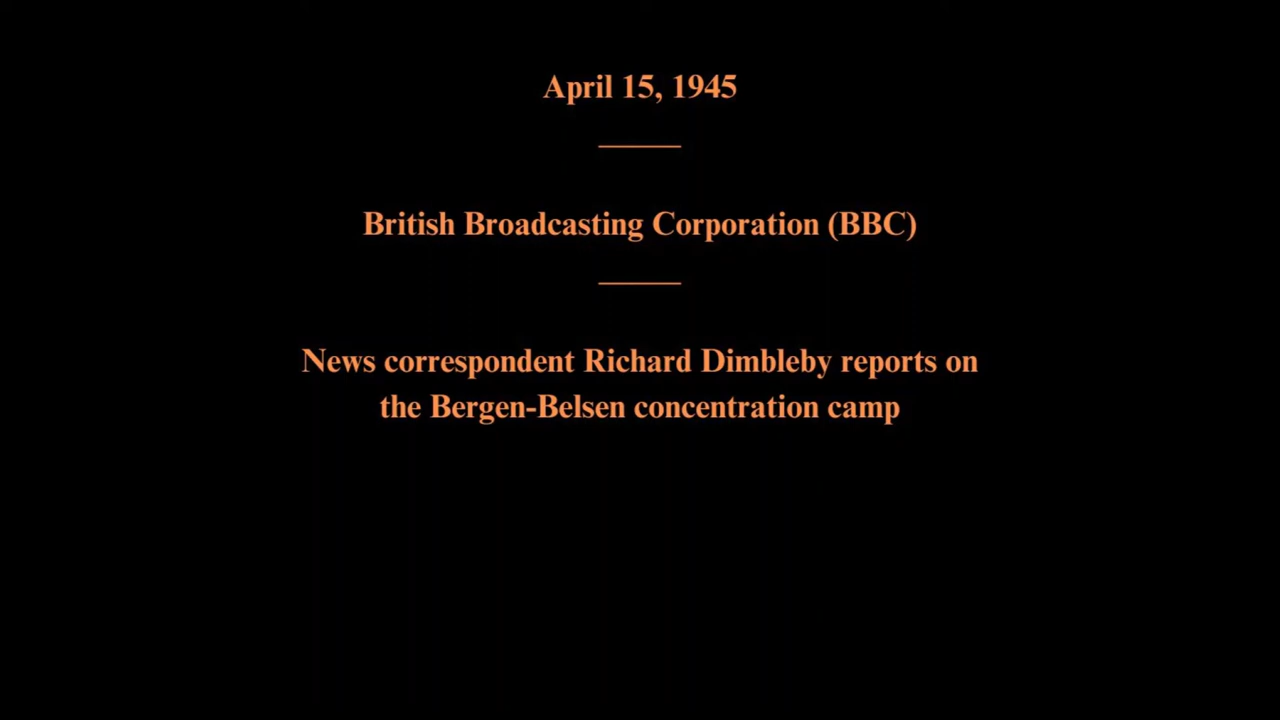 April 15, 1945
British Broadcasting Corporation (BBC)
News correspondent Richard Dimbleby reports on
the Bergen-Belsen concentration camp